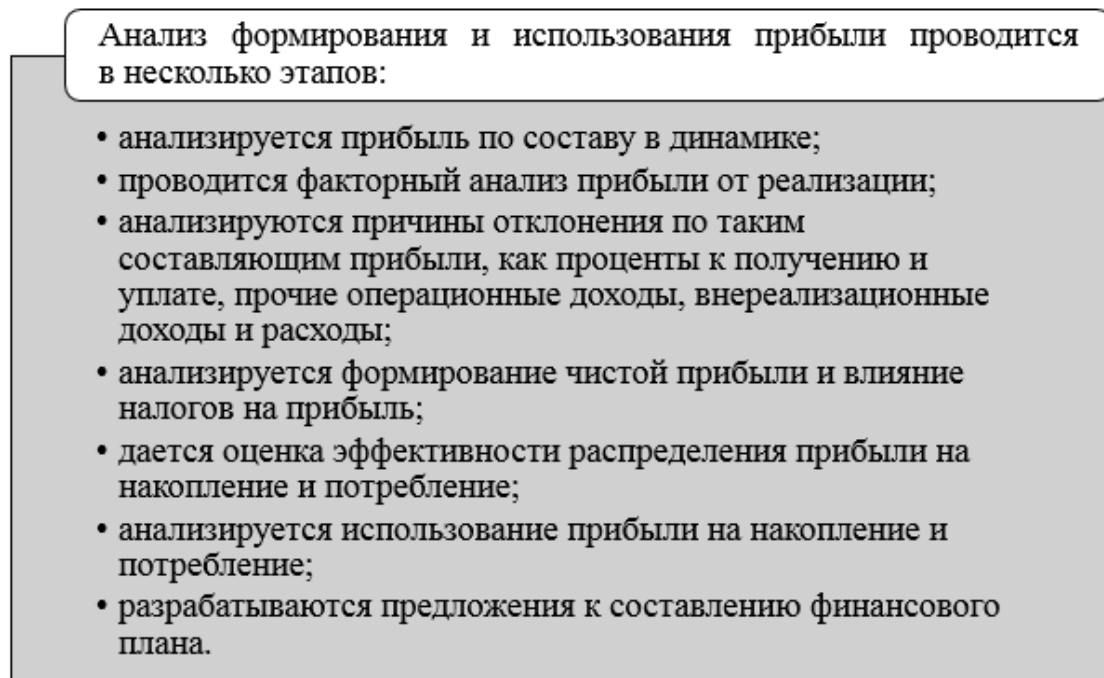 Анализ формирования и использования прибыли проводится
в несколько этапов:
• анализируется прибыль по составу в динамике;
• проводится факторный анализ прибыли от реализации;
• анализируются причины отклонения по таким
составляющим прибыли, как проценты к получению и
уплате, прочие операционные доходы, внереализационные
доходы и расходы;
• анализируется формирование чистой прибыли и влияние
налогов на прибыль;
• дается оценка эффективности распределения прибыли на
накопление и потребление;
• анализируется использование прибыли на накопление и
потребление;
• разрабатываются предложения к составлению финансового
плана.